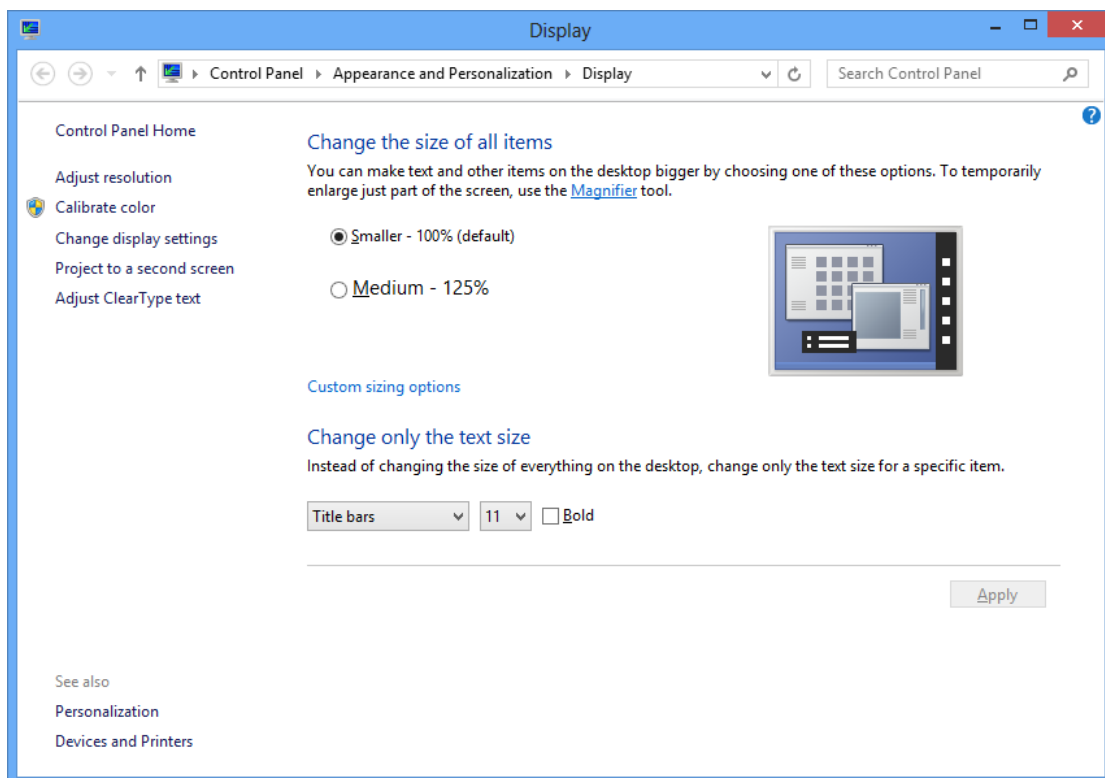 Display
Control Panel Appearance and Personalization Display
Search Control Panel
Control Panel Home
Adjust resolution
Calibrate color
Change display settings
Project to a second screen
Adjust ClearType text
Change the size of all items
You can make text and other items on the desktop bigger by choosing one of these options. To temporarily
enlarge just part of the screen, use the Magnifier tool.
Smaller - 100% (default)
Medium - 125%
Custom sizing options
Change only the text size
Instead of changing the size of everything on the desktop, change only the text size for a specific item.
Title bars 11 Bold
Apply
See also
Personalization
Devices and Printers